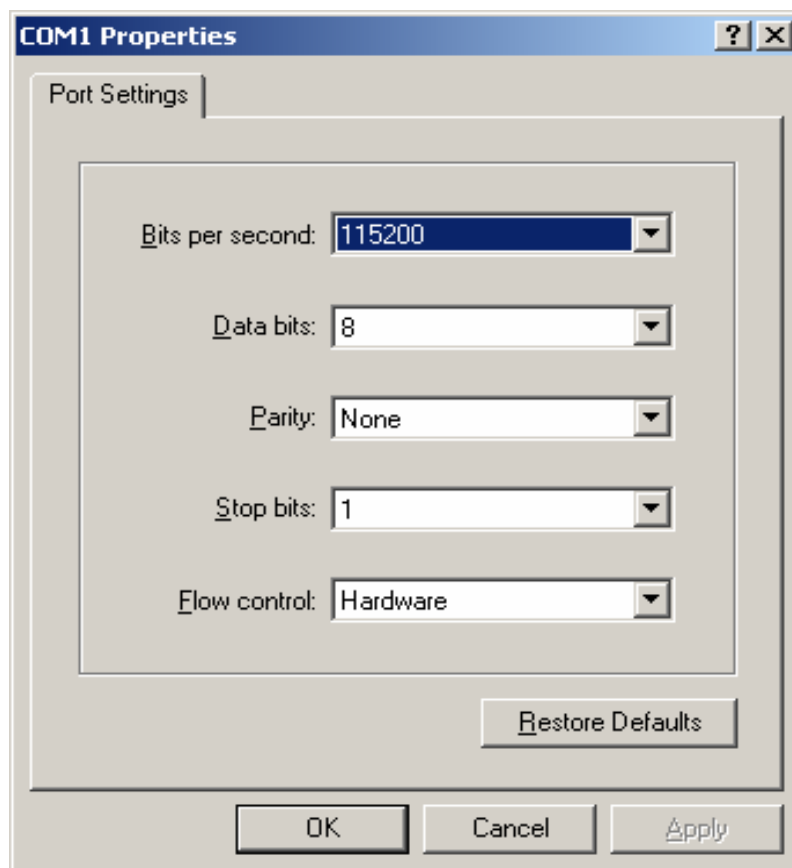 COM1 Properties
Port Settings
Bits per second: 115200
Data bits: 8
Parity: None
Stop bits: 1
Flow control: Hardware
Restore Defaults
OK Cancel Apply